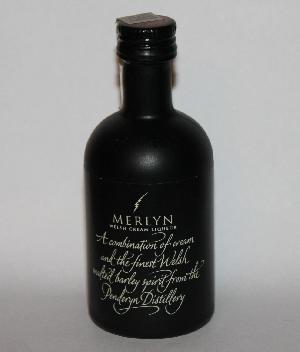 MERLYN
WELSH CREAM LIQUEUR
A combination of cream
and the finest Welsh
malted barley spirit from the
Penderyn Distillery